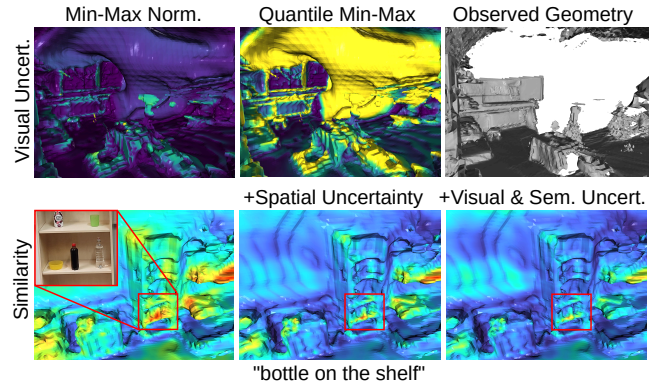 Min-Max Norm. Quantile Min-Max Observed Geometry
Visual Uncert.
+Spatial Uncertainty +Visual & Sem. Uncert.
Similarity
"bottle on the shelf"